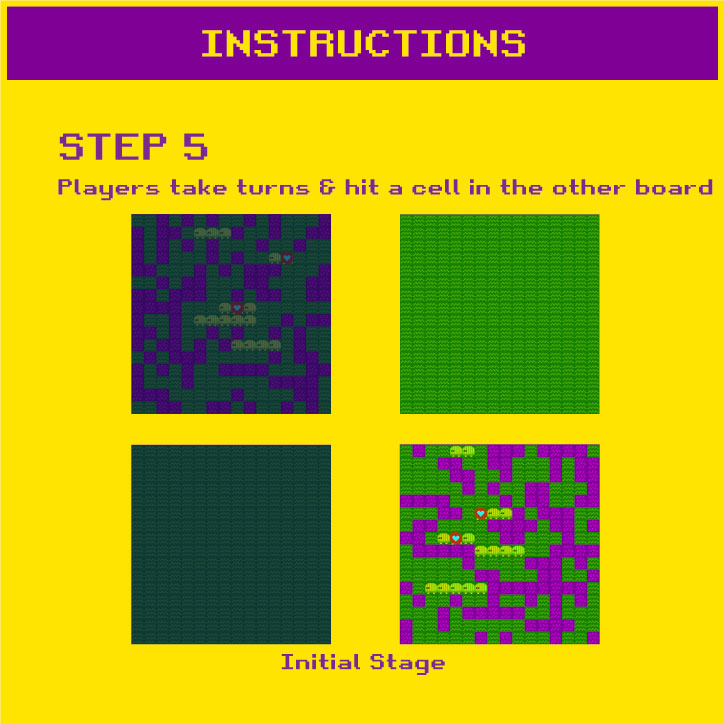 INSTRUCTIONS
STEP 5
Players take turns & hit a cell in the other board
Initial Stage